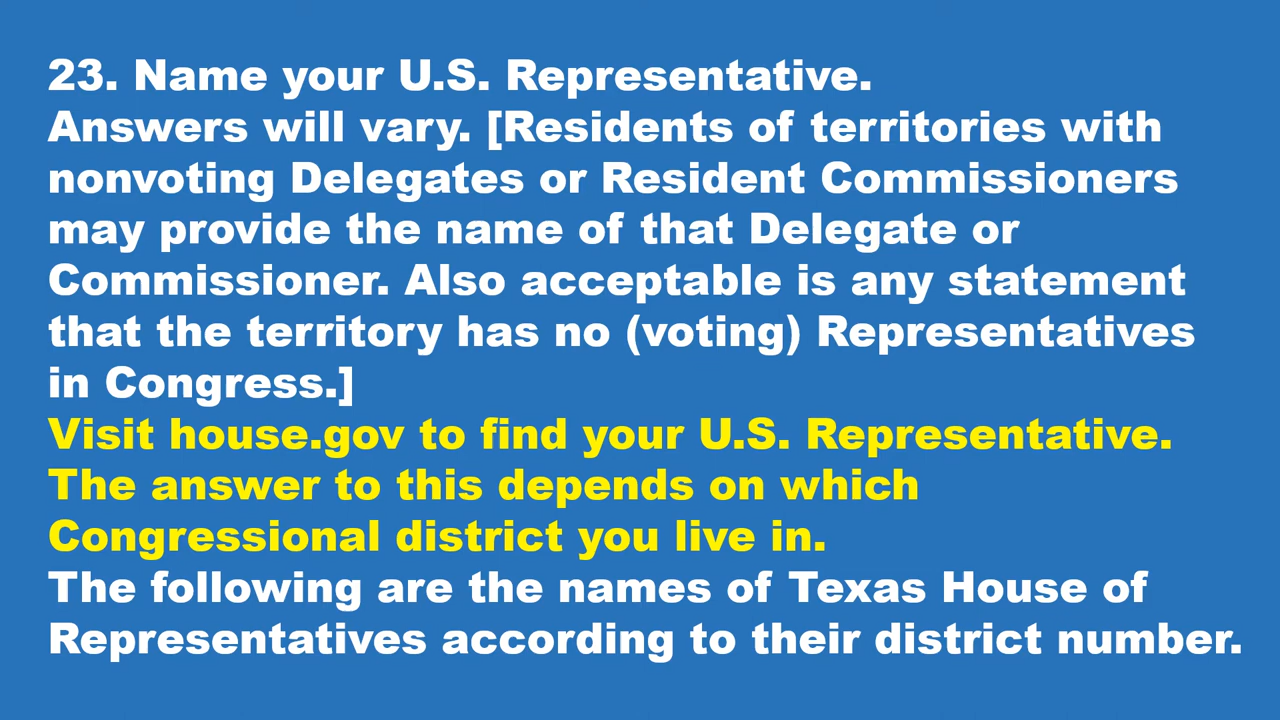 23. Name your U.S. Representative.
Answers will vary. [Residents of territories with
nonvoting Delegates or Resident Commissioners
may provide the name of that Delegate or
Commissioner. Also acceptable is any statement
that the territory has no (voting) Representatives
in Congress.]
Visit house.gov to find your U.S. Representative.
The answer to this depends on which
Congressional district you live in.
The following are the names of Texas House of
Representatives according to their district number.